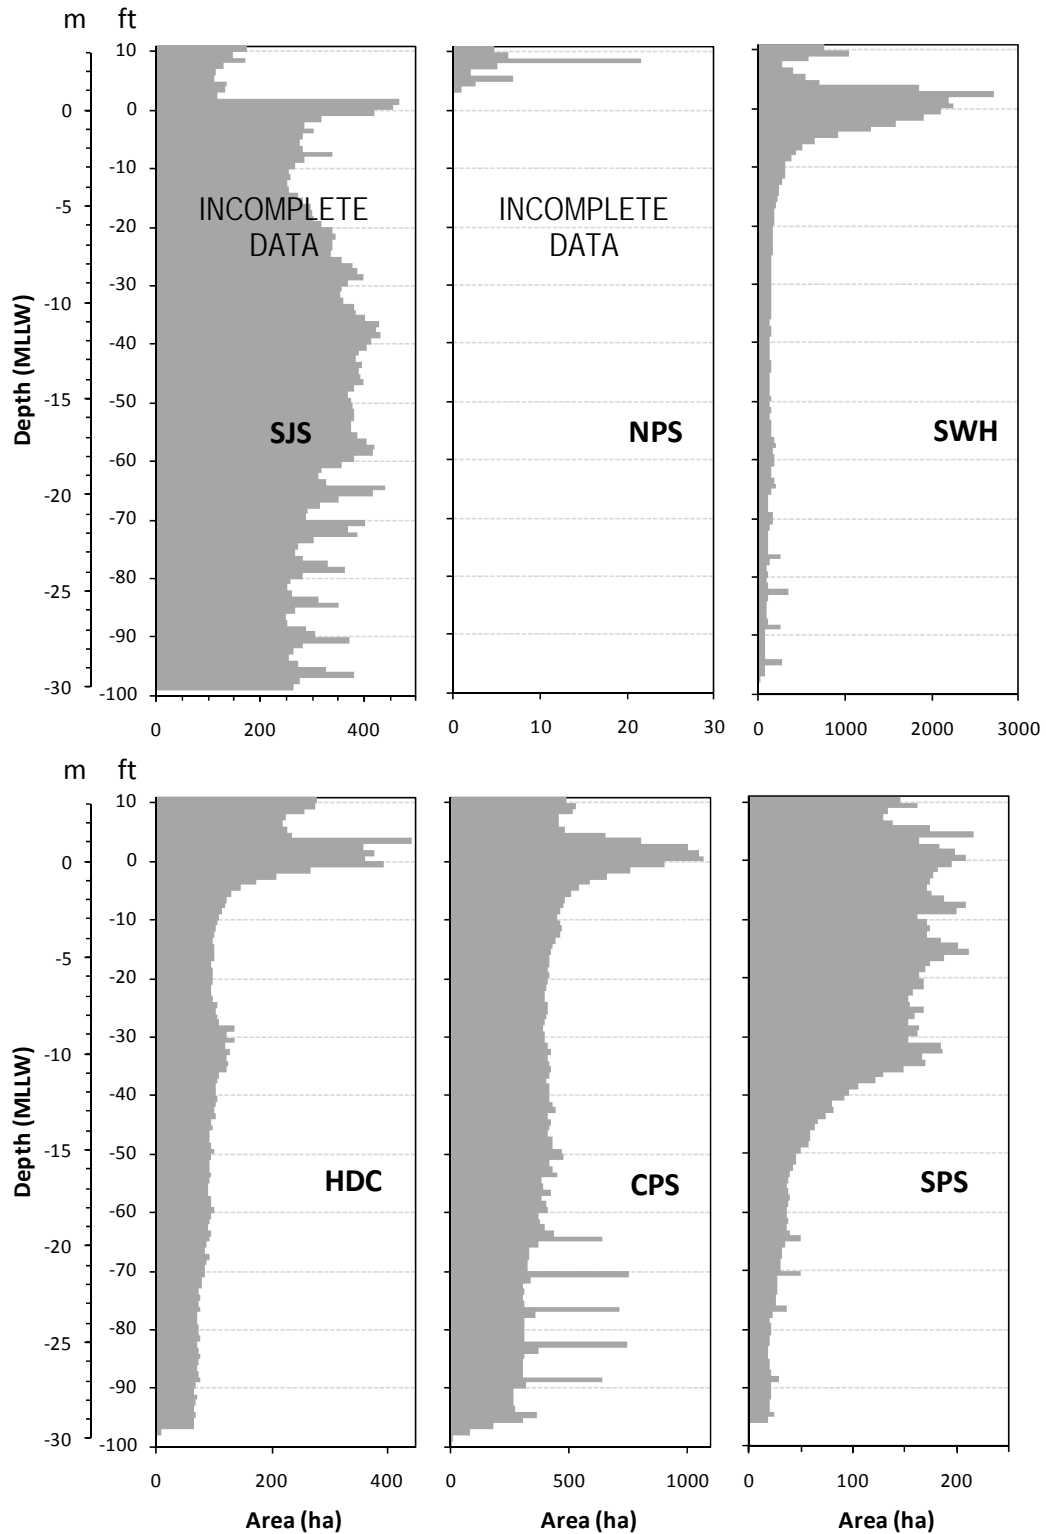 m ft
10
0
-10
-20
-30
-40
-50
-60
-70
-80
-90
-100
0
-5
-10
-15
-20
-25
-30
Depth (MLLW)
INCOMPLETE
DATA
SJS
0 200 400
INCOMPLETE
DATA
NPS
0 10 20 30
SWH
0 1000 2000 3000
m ft
10
0
-10
-20
-30
-40
-50
-60
-70
-80
-90
-100
0
-5
-10
-15
-20
-25
-30
Depth (MLLW)
HDC
0 200 400
Area (ha)
CPS
0 500 1000
Area (ha)
SPS
0 100 200
Area (ha)